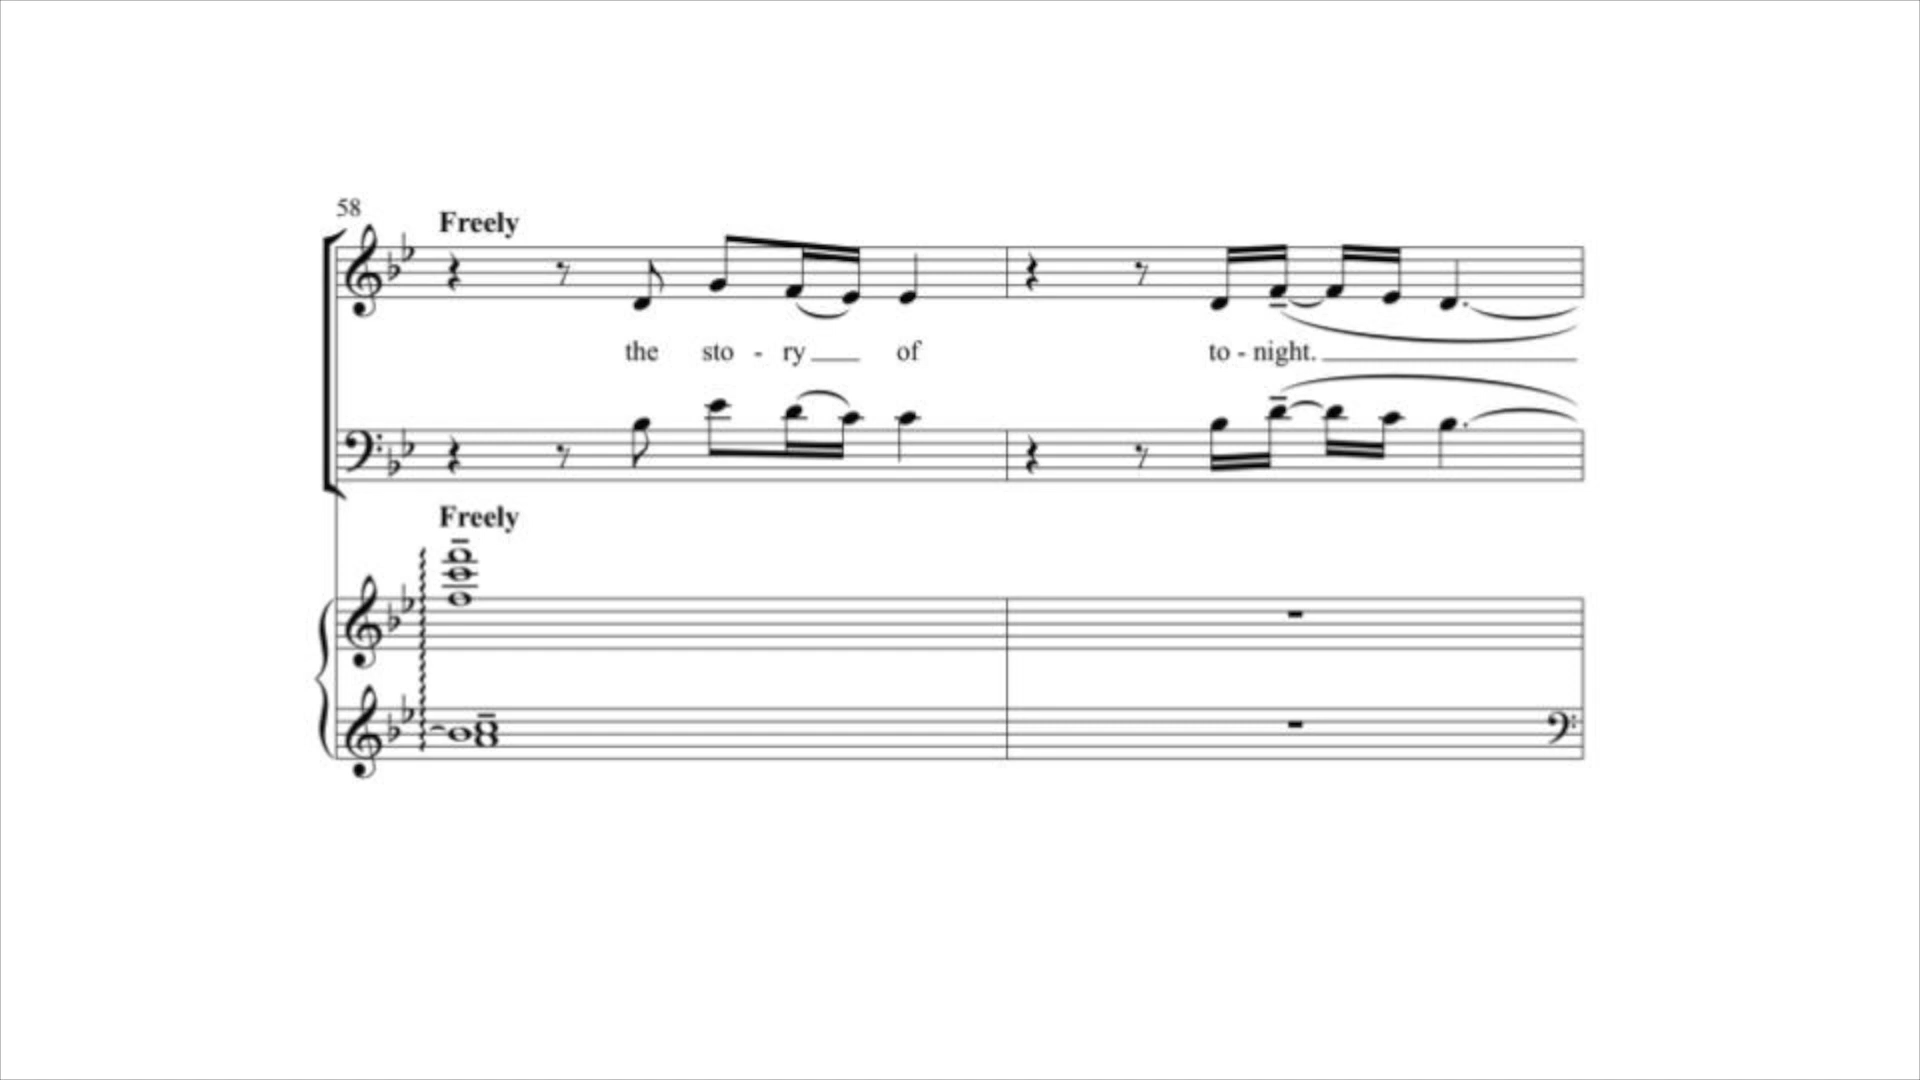 58
Freely
the sto - ry of to - night.
Freely